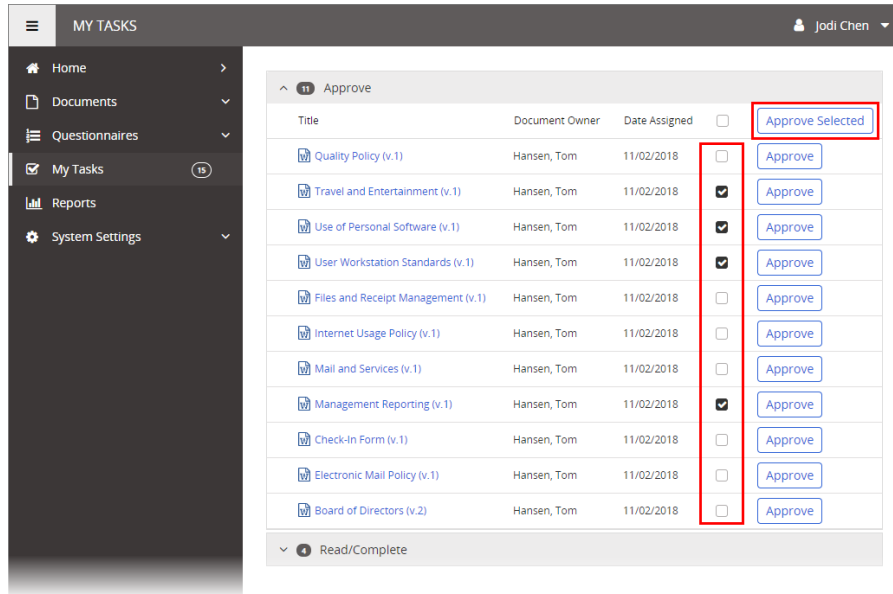 MY TASKS
Jodi Chen
Home
Documents
Questionnaires
My Tasks 15
Reports
System Settings
11 Approve
Title Document Owner Date Assigned Approve Selected
Quality Policy (v.1) Hansen, Tom 11/02/2018 Approve
Travel and Entertainment (v.1) Hansen, Tom 11/02/2018 Approve
Use of Personal Software (v.1) Hansen, Tom 11/02/2018 Approve
User Workstation Standards (v.1) Hansen, Tom 11/02/2018 Approve
Files and Receipt Management (v.1) Hansen, Tom 11/02/2018 Approve
Internet Usage Policy (v.1) Hansen, Tom 11/02/2018 Approve
Mail and Services (v.1) Hansen, Tom 11/02/2018 Approve
Management Reporting (v.1) Hansen, Tom 11/02/2018 Approve
Check-In Form (v.1) Hansen, Tom 11/02/2018 Approve
Electronic Mail Policy (v.1) Hansen, Tom 11/02/2018 Approve
Board of Directors (v.2) Hansen, Tom 11/02/2018 Approve
4 Read/Complete